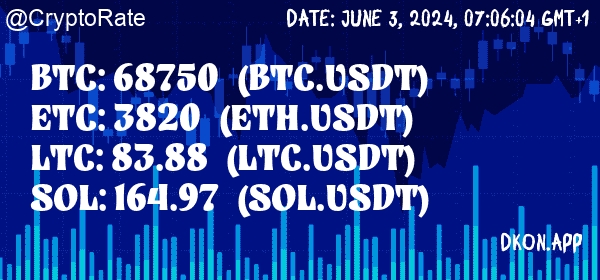 @CryptoRate
DATE: JUNE 3, 2024, 07:06:04 GMT+1
BTC: 68750 (BTC.USDT)
ETC: 3820 (ETH.USDT)
LTC: 83.88 (LTC.USDT)
SOL: 164.97 (SOL.USDT)
DKON.APP